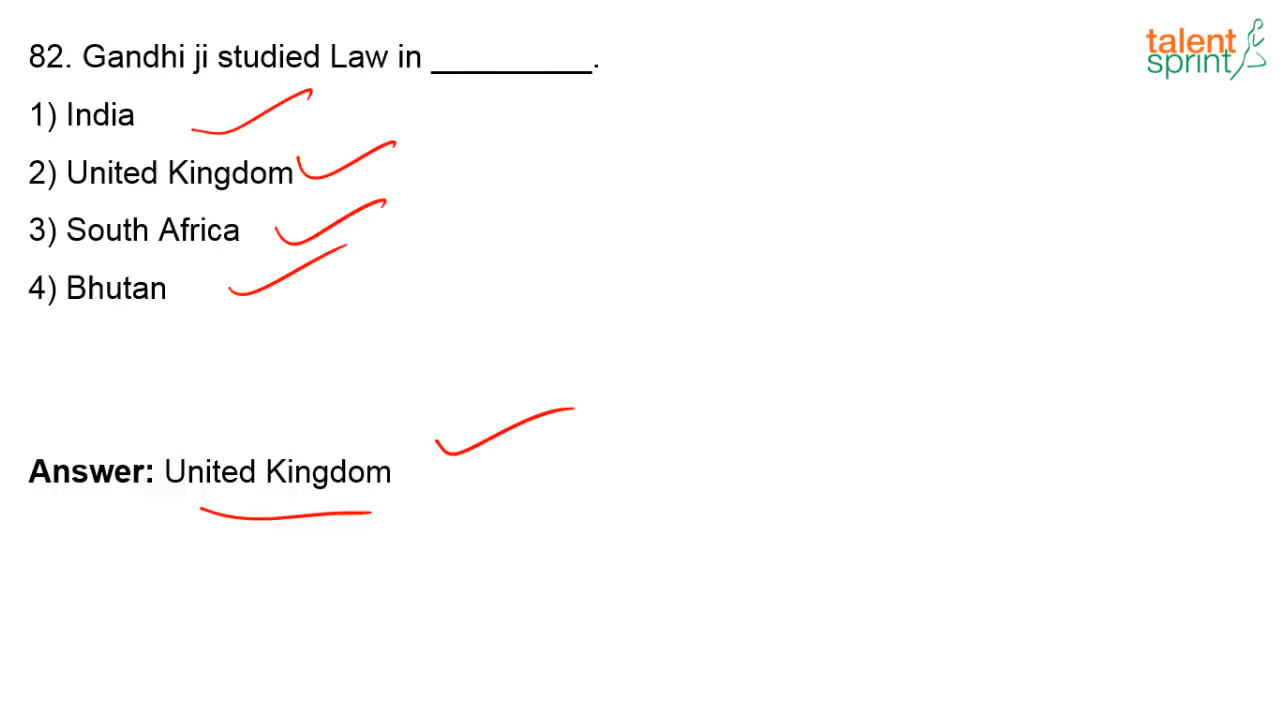 82. Gandhi ji studied Law in _________.
1) India
2) United Kingdom
3) South Africa
4) Bhutan
Answer: United Kingdom
talent
sprint